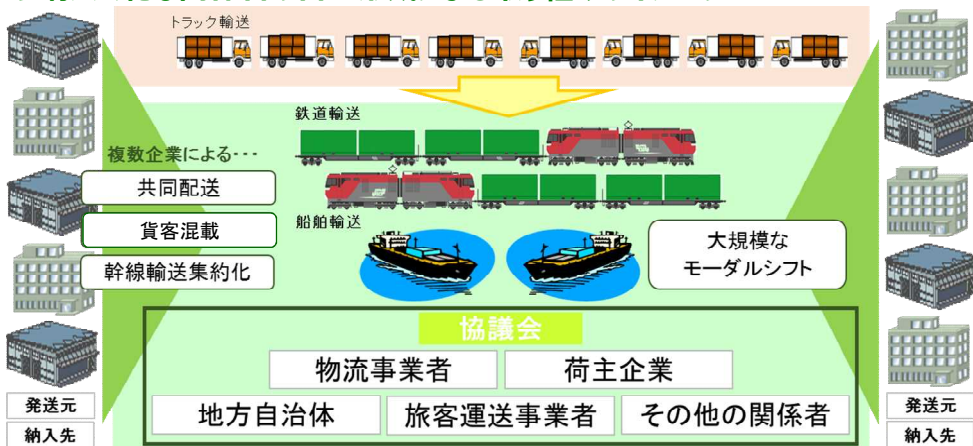 トラック輸送
鉄道輸送
複数企業による・・・
共同配送
貨客混載
幹線輸送集約化
船舶輸送
大規模な
モーダルシフト
協議会
物流事業者
荷主企業
地方自治体
旅客運送事業者
その他の関係者
発送元
納入先
発送元
納入先